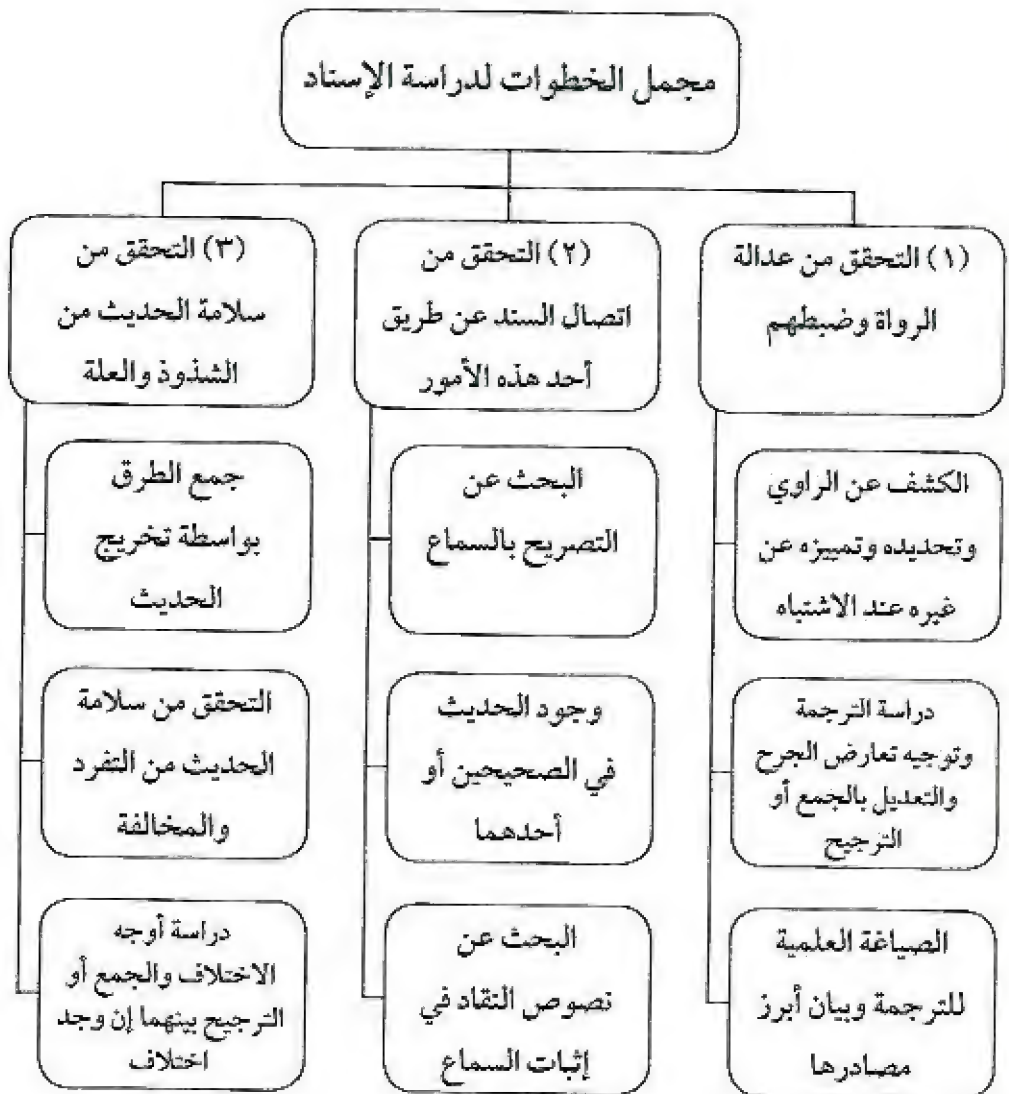 مجمل الخطوات لدراسة الإسناد
(١) التحقق من عدالة
الرواة وضبطهم
الكشف عن الراوي
وتحديده وتمييزه عن
غيره عند الاشتباه
دراسة الترجمة
وتوجيه تعارض الجرح
والتعديل بالجمع أو
الترجيح
الصياغة العلمية
للترجمة وبيان أبرز
مصادرها
(٢) التحقق من
اتصال السند عن طريق
أحد هذه الأمور
البحث عن
التصريح بالسماع
وجود الحديث
في الصحيحين أو
أحدهما
البحث عن
نصوص النقاد في
إثبات السماع
(٣) التحقق من
سلامة الحديث من
الشذوذ والعلة
جمع الطرق
بواسطة تخريج
الحديث
التحقق من سلامة
الحديث من التفرد
والمخالفة
دراسة أوجه
الاختلاف والجمع أو
الترجيح بينهما إن وجد
اختلاف